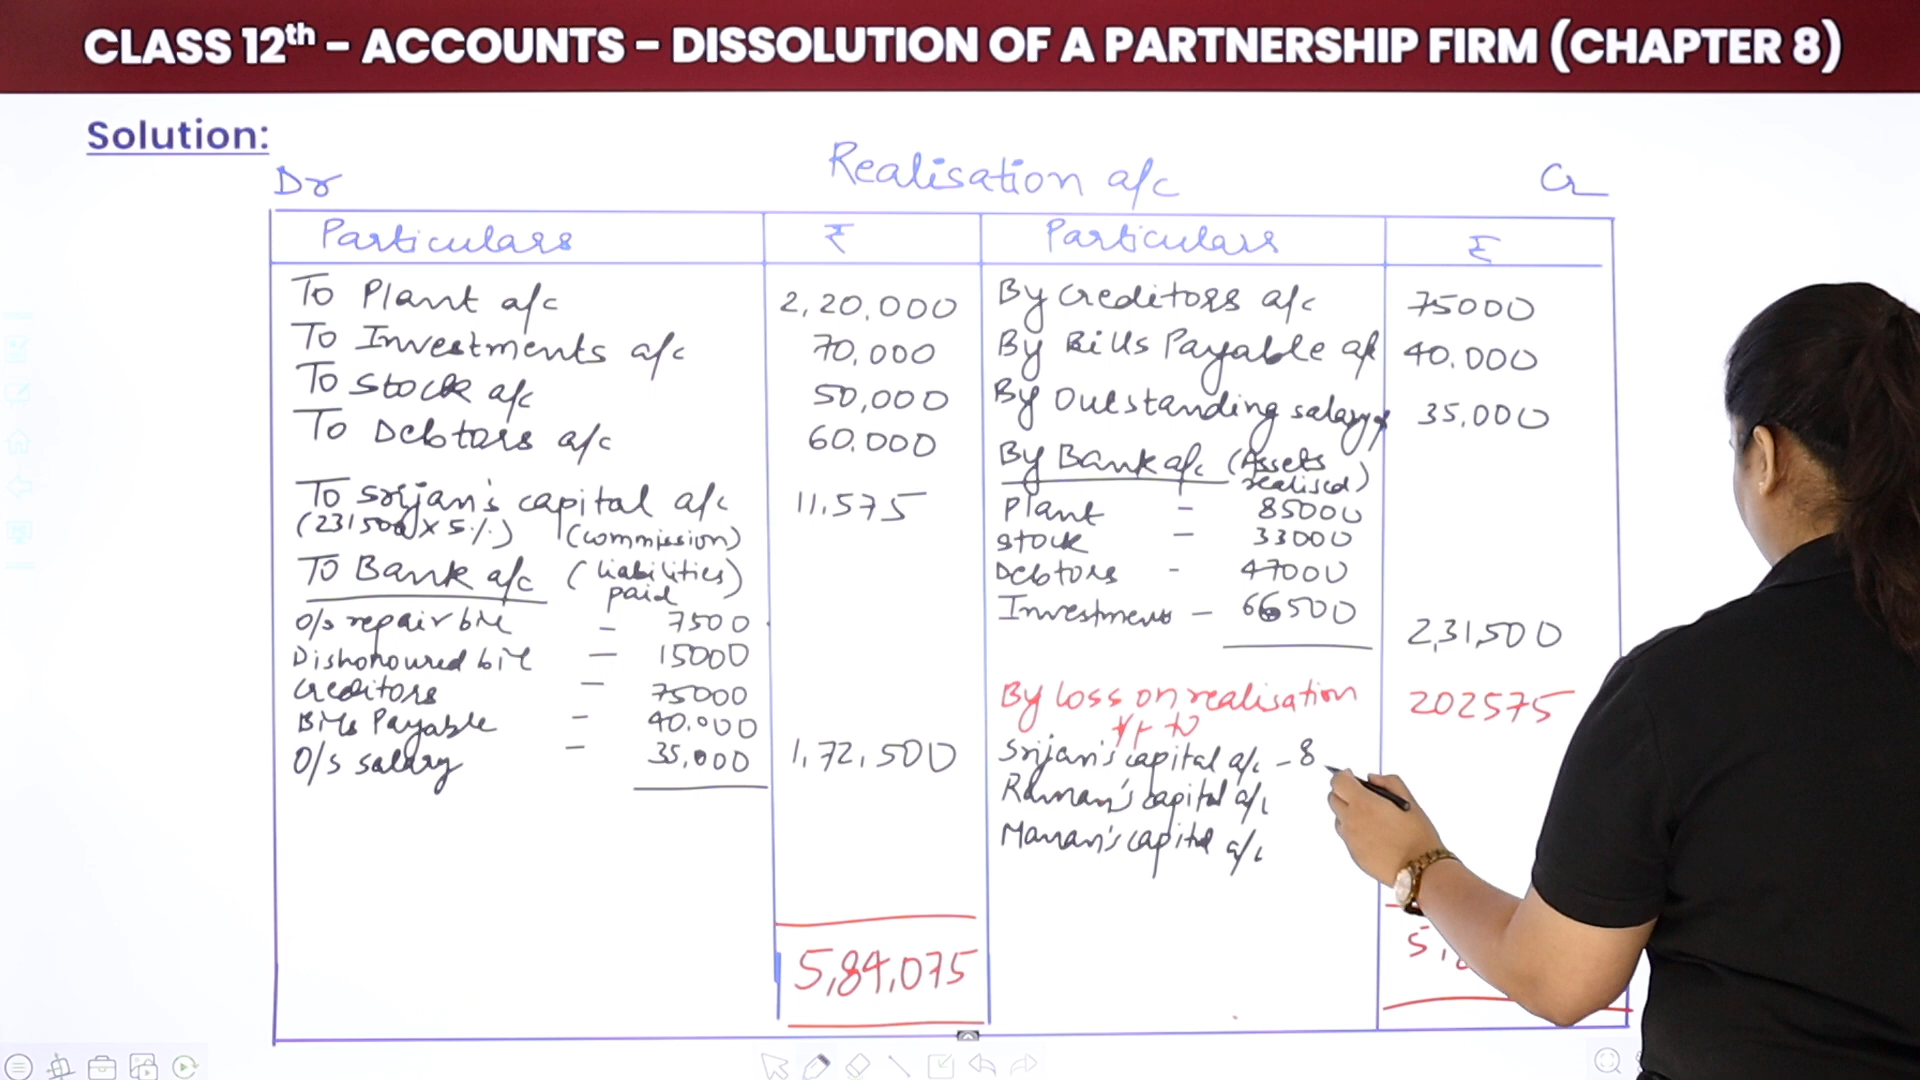 CLASS 12th – ACCOUNTS – DISSOLUTION OF A PARTNERSHIP FIRM (CHAPTER 8)
Solution:
Dr Realisation a/c Cr
Particulars ₹ Particulars ₹
To Plant a/c 2,20,000
To Investments a/c 70,000
To Stock a/c 50,000
To Debtors a/c 60.000
To Srijan's capital a/c 11,575
(231500 x 5%) (commission)
To Bank a/c (liabilities paid)
O/s repair bill – 7500
Dishonoured bill – 15000
Creditors – 75000
Bills Payable – 40.000
O/s salary – 35,000 1,72,500
5,84,075
By Creditors a/c 75000
By Bills Payable a/c 40.000
By Outstanding salary 35,000
By Bank a/c (Assets realised)
Plant – 85000
Stock – 33000
Debtors - 47000
Investment – 66500
2,31,500
By loss on realisation 202575
t/f to
Srijan's capital a/c – 8
Raman's capital a/c
Manan's capital a/c
5,